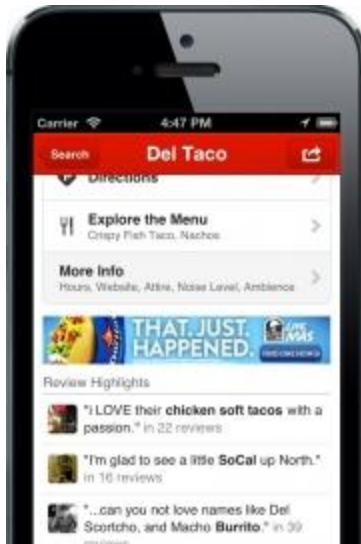 Carrier 4:47 PM
Search Del Taco
Directions
Explore the Menu
Crispy Fish Taco, Nachos
More Info
Hours, Website, Attire, Noise Level, Ambience
THAT. JUST.
HAPPENED.
LIVE
MAS
Review Highlights
"I LOVE their chicken soft tacos with a
passion." in 22 reviews
"I'm glad to see a little SoCal up North."
in 16 reviews
"...can you not love names like Del
Scortcho, and Macho Burrito." in 39
reviews